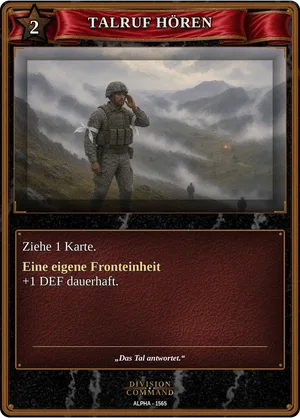 2
TALRUF HÖREN
Ziehe 1 Karte.
Eine eigene Fronteinheit
+1 DEF dauerhaft.
„Das Tal antwortet.“
DIVISION
COMMAND
ALPHA - 1565